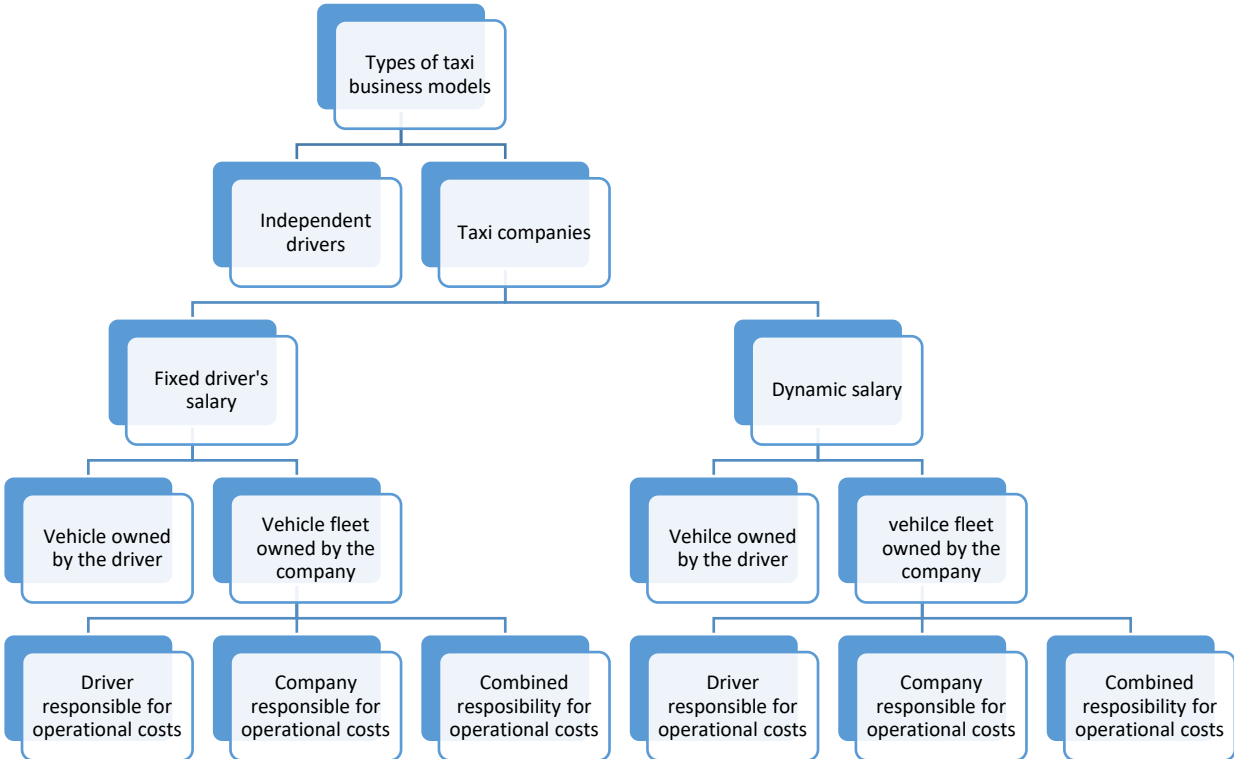 Types of taxi
business models
Independent
drivers
Taxi companies
Fixed driver's
salary
Dynamic salary
Vehicle owned
by the driver
Vehicle fleet
owned by the
company
Vehilce owned
by the driver
vehilce fleet
owned by the
company
Driver
responsible for
operational costs
Company
responsible for
operational costs
Combined
resposibility for
operational costs
Driver
responsible for
operational costs
Company
responsible for
operational costs
Combined
resposibility for
operational costs